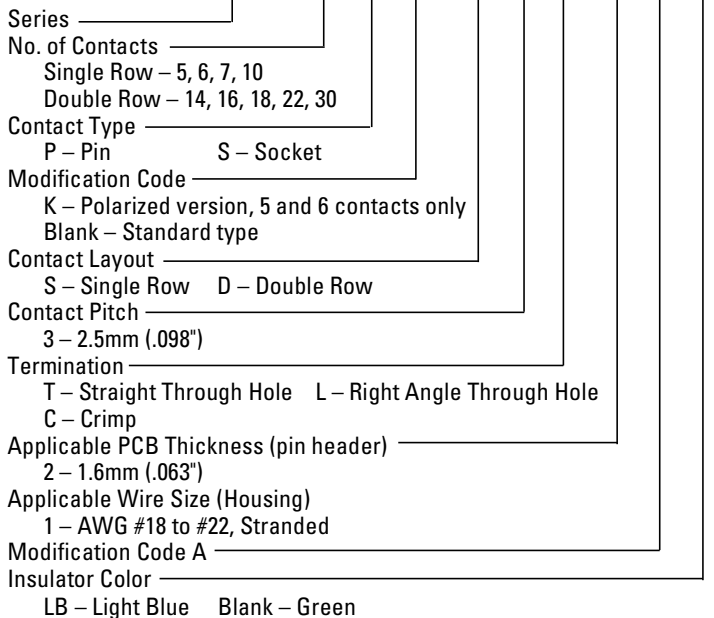 Series
No. of Contacts
Single Row – 5, 6, 7, 10
Double Row – 14, 16, 18, 22, 30
Contact Type
P – Pin S – Socket
Modification Code
K – Polarized version, 5 and 6 contacts only
Blank – Standard type
Contact Layout
S – Single Row D – Double Row
Contact Pitch
3 – 2.5mm (.098")
Termination
T – Straight Through Hole L – Right Angle Through Hole
C – Crimp
Applicable PCB Thickness (pin header)
2 – 1.6mm (.063")
Applicable Wire Size (Housing)
1 – AWG #18 to #22, Stranded
Modification Code A
Insulator Color
LB – Light Blue Blank – Green